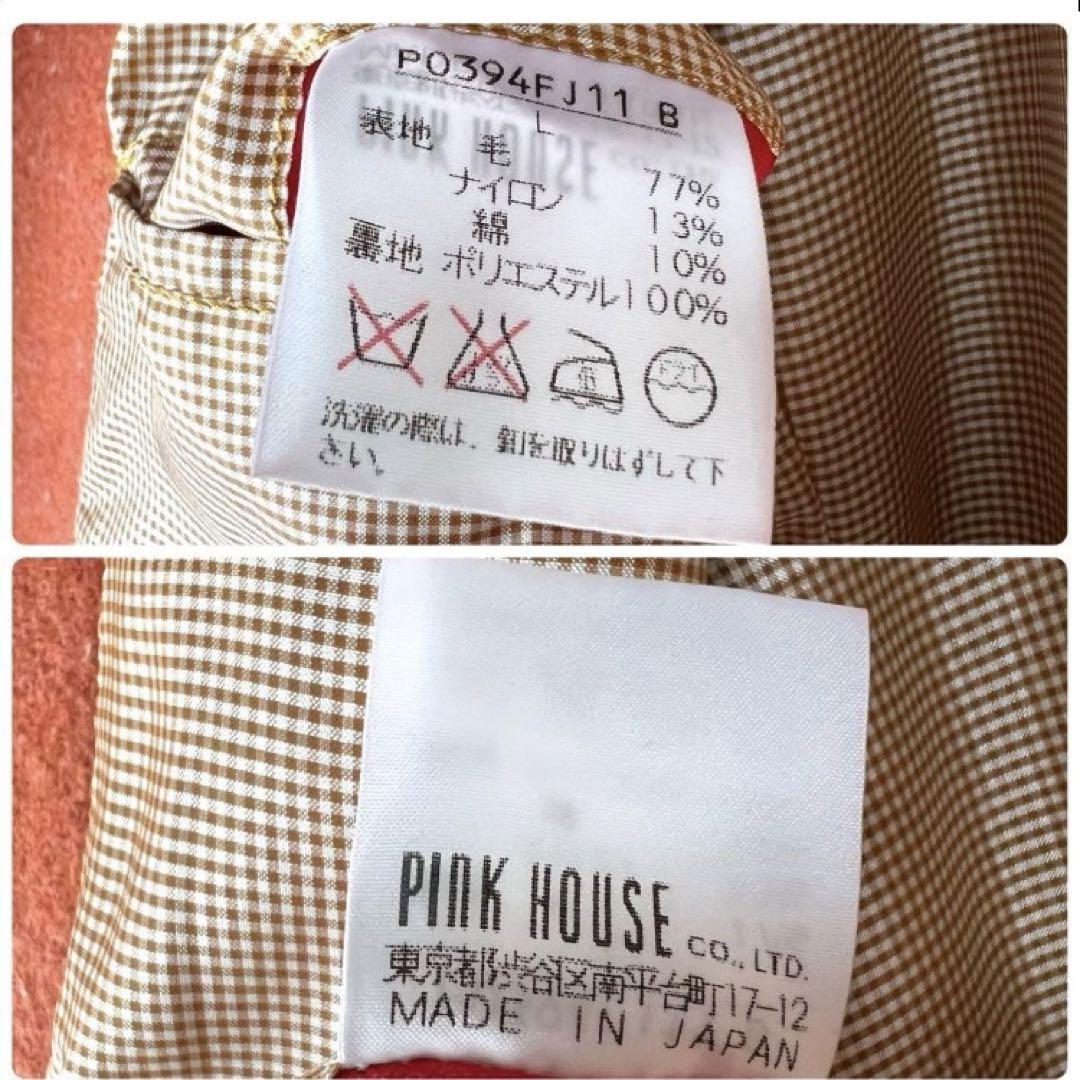 P0394FJ11 B
L
表地 毛 77%
ナイロン 13%
綿 10%
裏地 ポリエステル100%
洗濯の際は、釦を取りはずして下
さい。
PINK HOUSE CO., LTD.
東京都渋谷区南平台町17-12
MADE IN JAPAN